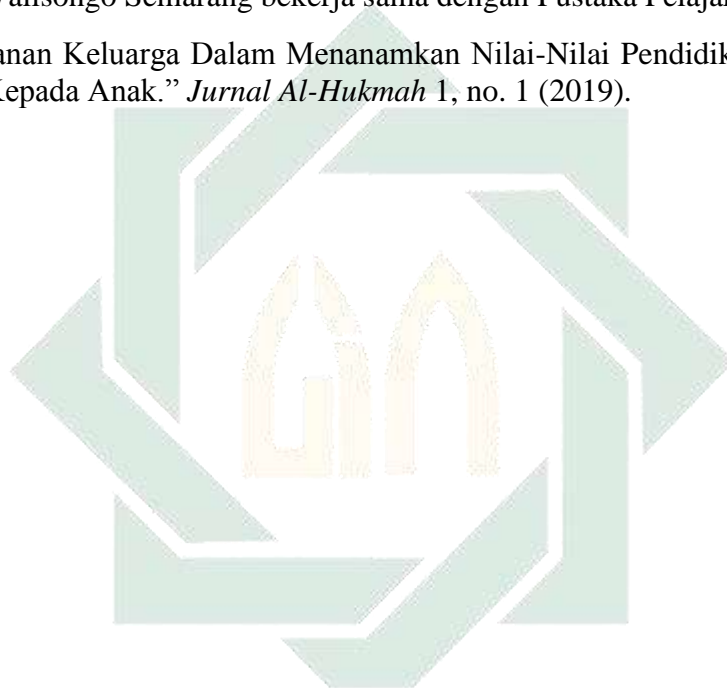 Walisongo Semarang bekerja sama dengan Pustaka Pelajar
anan Keluarga Dalam Menanamkan Nilai-Nilai Pendidik
Kepada Anak.” Jurnal Al-Hukmah 1, no. 1 (2019).